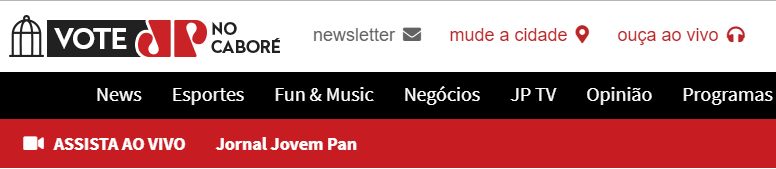 VOTE JP NO CABORÉ
newsletter mude a cidade ouça ao vivo
News Esportes Fun & Music Negócios JP TV Opinião Programas
ASSISTA AO VIVO Jornal Jovem Pan